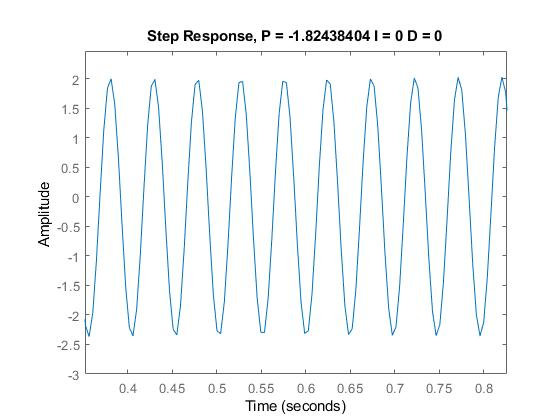 Step Response, P = -1.82438404 I = 0 D = 0
2
1.5
1
0.5
0
-0.5
-1
-1.5
-2
-2.5
-3
Amplitude
0.4 0.45 0.5 0.55 0.6 0.65 0.7 0.75 0.8
Time (seconds)